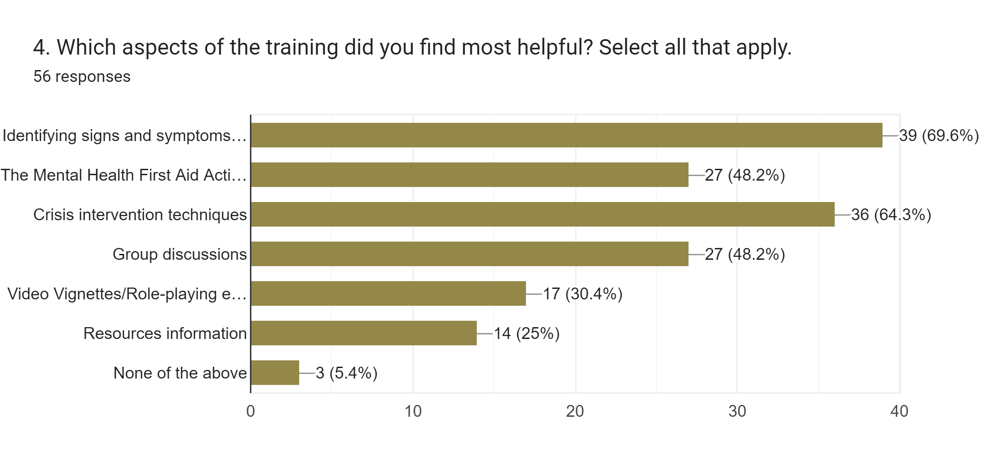 4. Which aspects of the training did you find most helpful? Select all that apply.
56 responses
Identifying signs and symptoms… 39 (69.6%)
The Mental Health First Aid Acti… 27 (48.2%)
Crisis intervention techniques 36 (64.3%)
Group discussions 27 (48.2%)
Video Vignettes/Role-playing e… 17 (30.4%)
Resources information 14 (25%)
None of the above 3 (5.4%)
0 10 20 30 40